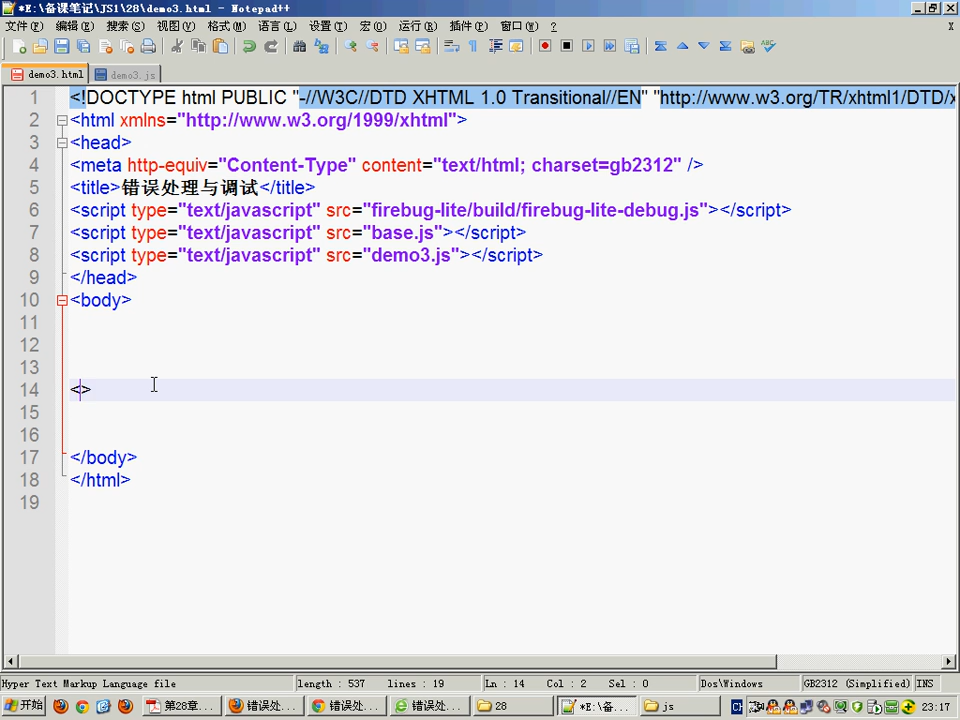 *E:\备课笔记\JS1\28\demo3.html - Notepad++
文件(F) 编辑(E) 搜索(S) 视图(V) 格式(M) 语言(L) 设置(T) 宏(O) 运行(R) 插件(P) 窗口(W) ? X
demo3.html demo3.js
1 <!DOCTYPE html PUBLIC "-//W3C//DTD XHTML 1.0 Transitional//EN" "http://www.w3.org/TR/xhtml1/DTD/x
2 <html xmlns="http://www.w3.org/1999/xhtml">
3 <head>
4 <meta http-equiv="Content-Type" content="text/html; charset=gb2312" />
5 <title>错误处理与调试</title>
6 <script type="text/javascript" src="firebug-lite/build/firebug-lite-debug.js"></script>
7 <script type="text/javascript" src="base.js"></script>
8 <script type="text/javascript" src="demo3.js"></script>
9 </head>
10 <body>
11
12
13
14 <>
15
16
17 </body>
18 </html>
19
Hyper Text Markup Language file length : 537 lines : 19 Ln : 14 Col : 2 Sel : 0 Dos\Windows GB2312 (Simplified) INS
开始 第28章... 错误处... 错误处... 错误处... 28 *E:\备... js 23:17